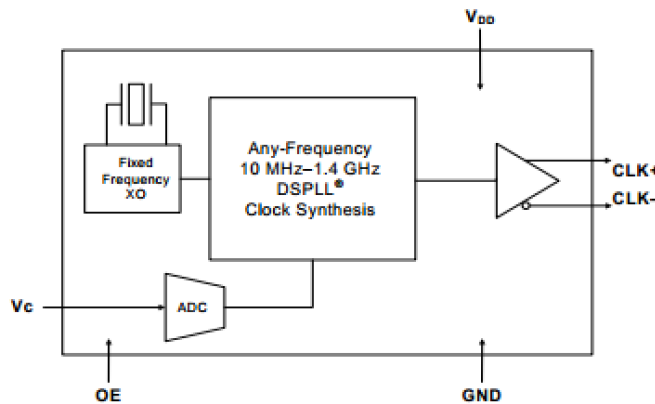 V_DD
Fixed
Frequency
XO
Any-Frequency
10 MHz–1.4 GHz
DSPLL®
Clock Synthesis
CLK+
CLK-
Vc
ADC
OE
GND